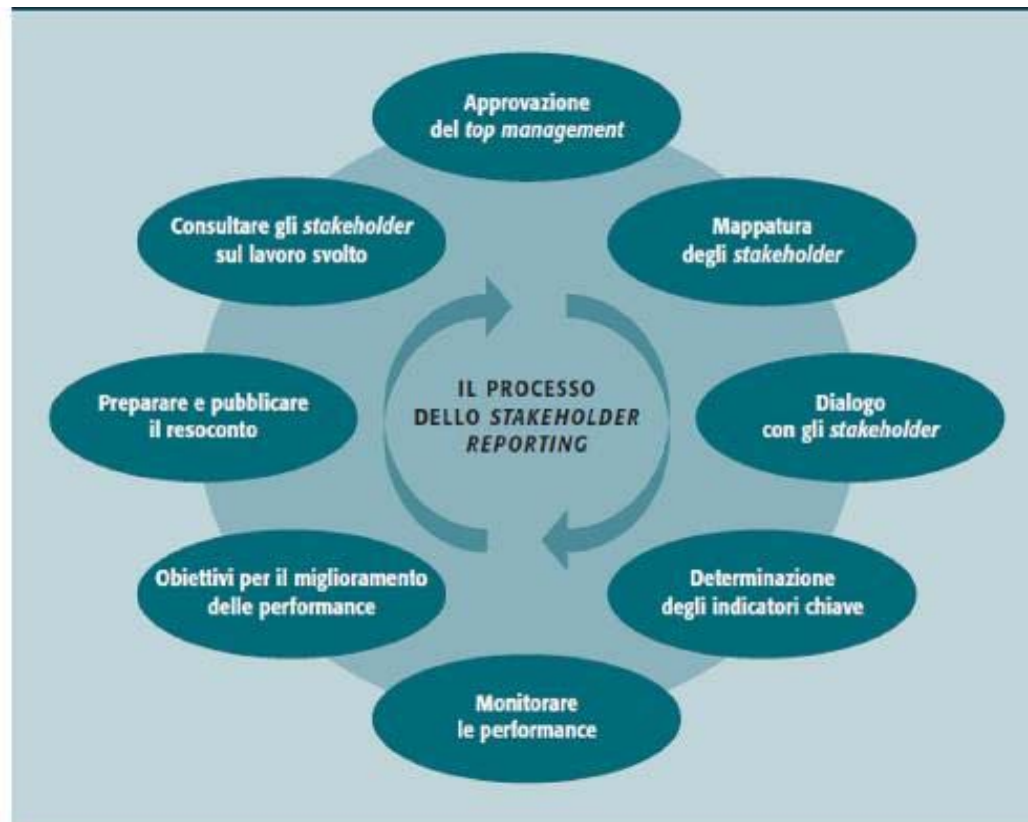 Approvazione
del top management
Mappatura
degli stakeholder
Dialogo
con gli stakeholder
Determinazione
degli indicatori chiave
Monitorare
le performance
Obiettivi per il miglioramento
delle performance
Preparare e pubblicare
il resoconto
Consultare gli stakeholder
sul lavoro svolto
IL PROCESSO
DELLO STAKEHOLDER
REPORTING